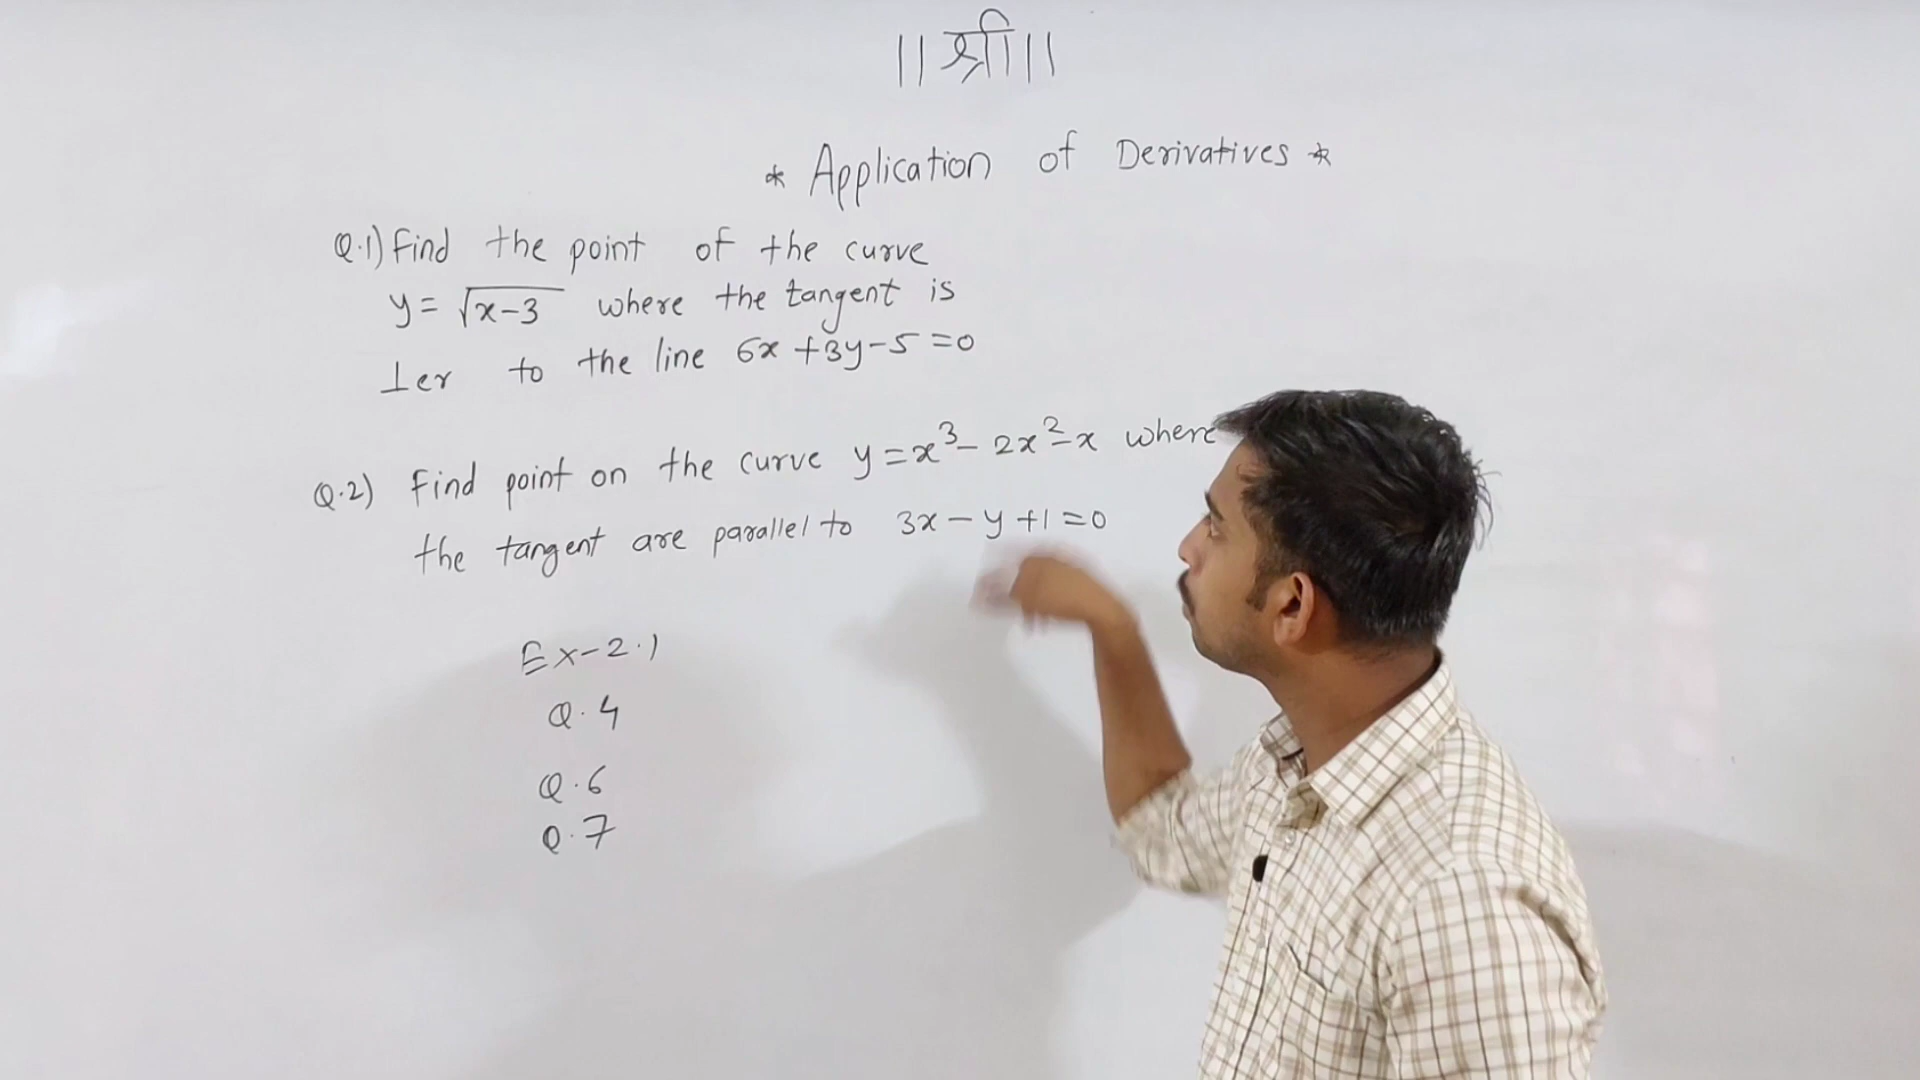 || श्री ||
* Application of Derivatives *
Q.1) Find the point of the curve
y = √x-3 where the tangent is
⊥er to the line 6x + 3y - 5 = 0
Q.2) Find point on the curve y = x³ - 2x² - x where
the tangent are parallel to 3x - y + 1 = 0
Ex-2.1
Q.4
Q.6
Q.7